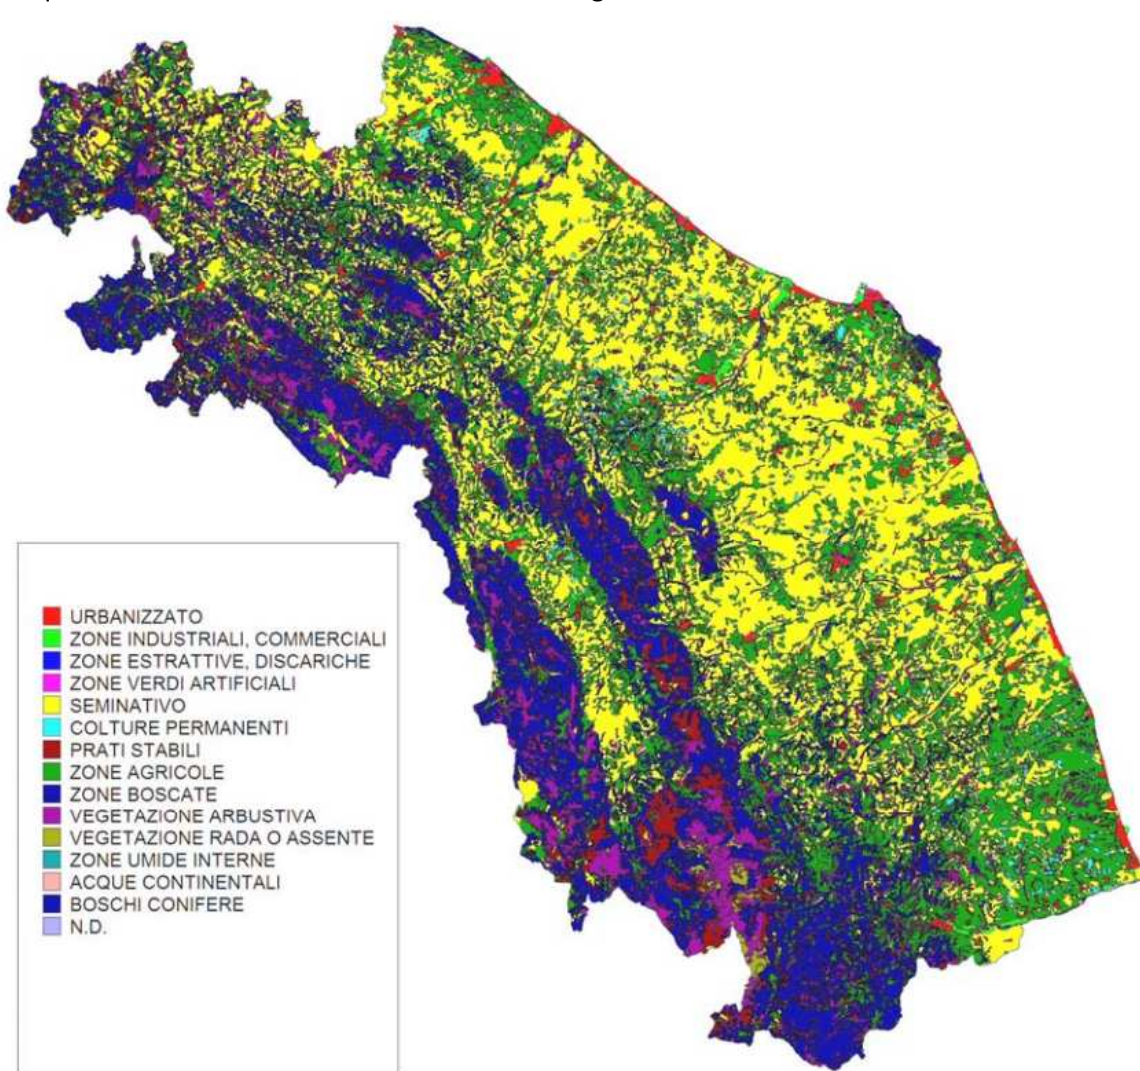 URBANIZZATO
ZONE INDUSTRIALI, COMMERCIALI
ZONE ESTRATTIVE, DISCARICHE
ZONE VERDI ARTIFICIALI
SEMINATIVO
COLTURE PERMANENTI
PRATI STABILI
ZONE AGRICOLE
ZONE BOSCATE
VEGETAZIONE ARBUSTIVA
VEGETAZIONE RADA O ASSENTE
ZONE UMIDE INTERNE
ACQUE CONTINENTALI
BOSCHI CONIFERE
N.D.